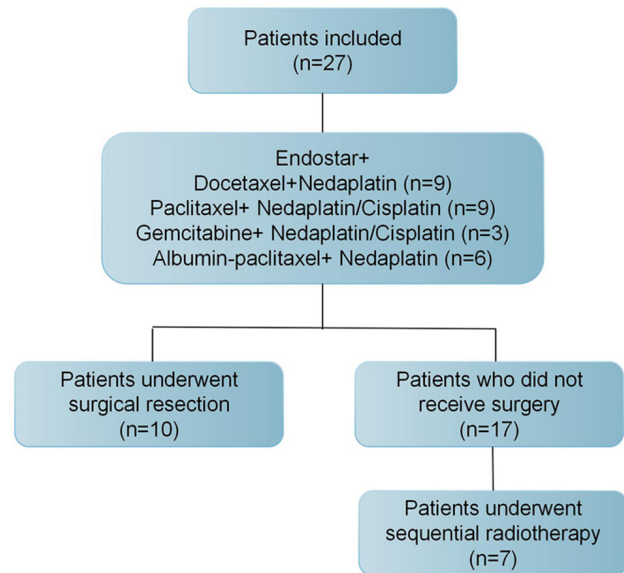 Patients included
(n=27)
Endostar+
Docetaxel+Nedaplatin (n=9)
Paclitaxel+ Nedaplatin/Cisplatin (n=9)
Gemcitabine+ Nedaplatin/Cisplatin (n=3)
Albumin-paclitaxel+ Nedaplatin (n=6)
Patients underwent
surgical resection
(n=10)
Patients who did not
receive surgery
(n=17)
Patients underwent
sequential radiotherapy
(n=7)